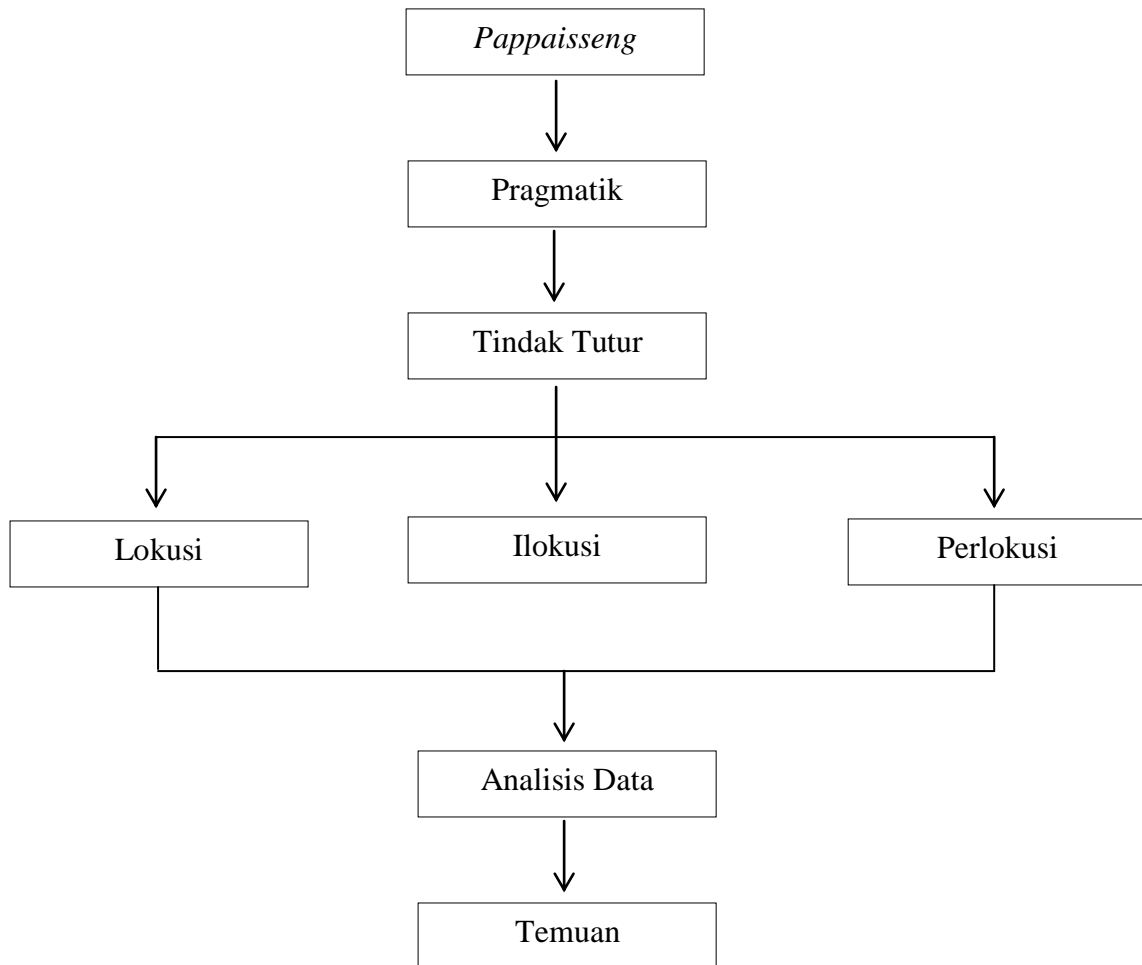 Pappaisseng
Pragmatik
Tindak Tutur
Lokusi
Ilokusi
Perlokusi
Analisis Data
Temuan